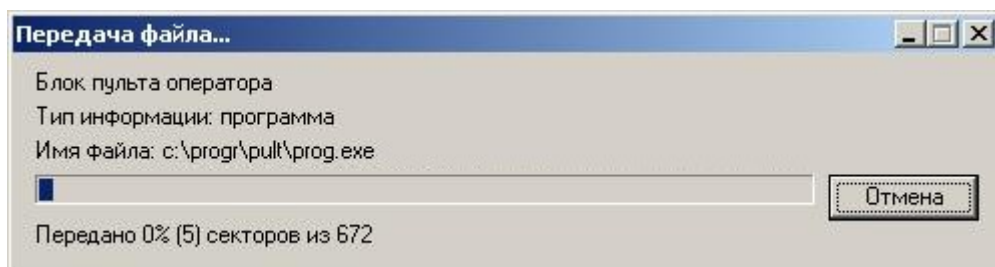 Передача файла...
Блок пульта оператора
Тип информации: программа
Имя файла: c:\progr\pult\prog.exe
Отмена
Передано 0% (5) секторов из 672